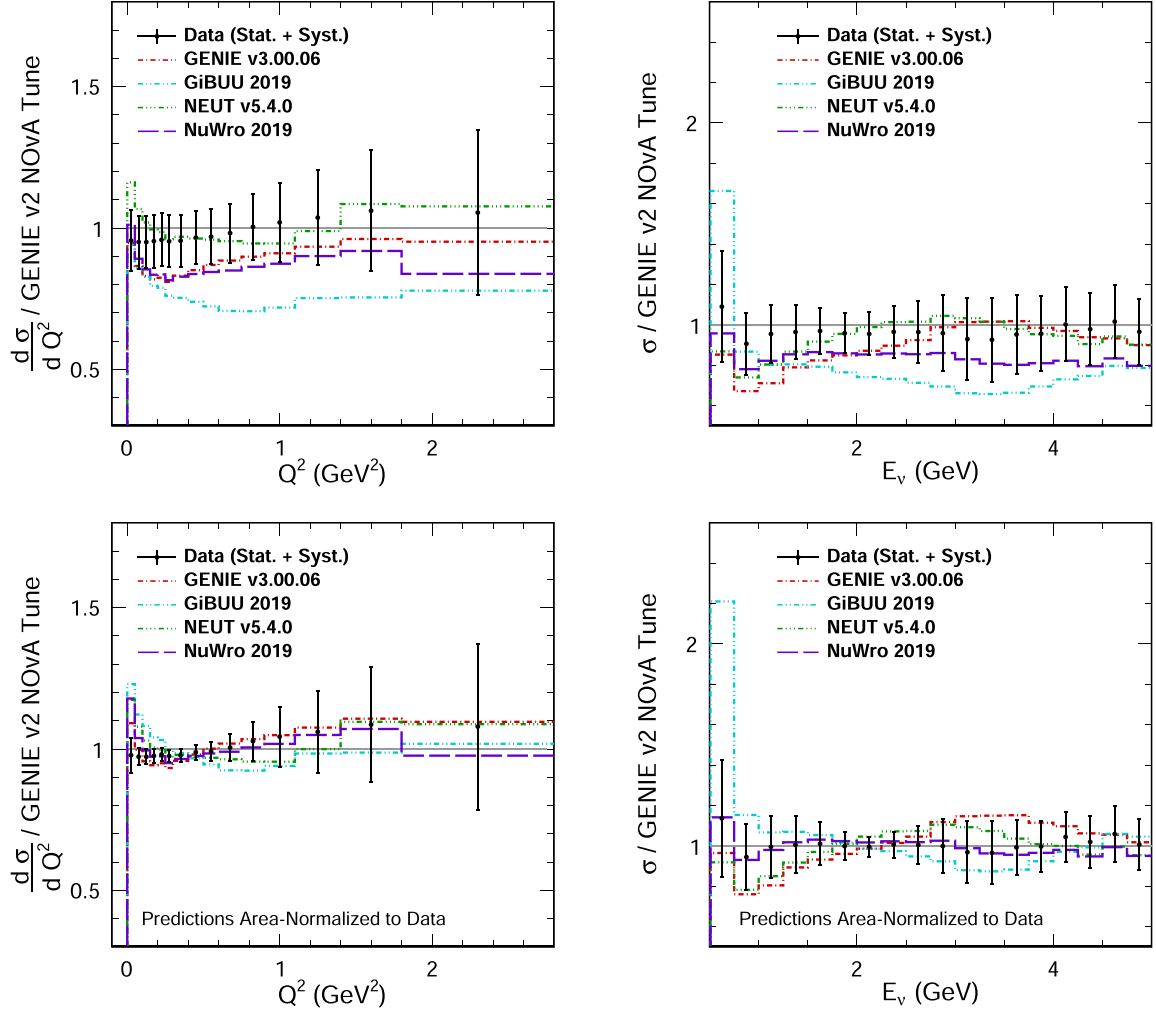 dσ / dQ² / GENIE v2 NOvA Tune
1.5
1
0.5
Data (Stat. + Syst.)
GENIE v3.00.06
GiBUU 2019
NEUT v5.4.0
NuWro 2019
0 1 2
Q² (GeV²)
σ / GENIE v2 NOvA Tune
2
1
Data (Stat. + Syst.)
GENIE v3.00.06
GiBUU 2019
NEUT v5.4.0
NuWro 2019
2 4
Eν (GeV)
dσ / dQ² / GENIE v2 NOvA Tune
1.5
1
0.5
Data (Stat. + Syst.)
GENIE v3.00.06
GiBUU 2019
NEUT v5.4.0
NuWro 2019
Predictions Area-Normalized to Data
0 1 2
Q² (GeV²)
σ / GENIE v2 NOvA Tune
2
1
Data (Stat. + Syst.)
GENIE v3.00.06
GiBUU 2019
NEUT v5.4.0
NuWro 2019
Predictions Area-Normalized to Data
2 4
Eν (GeV)